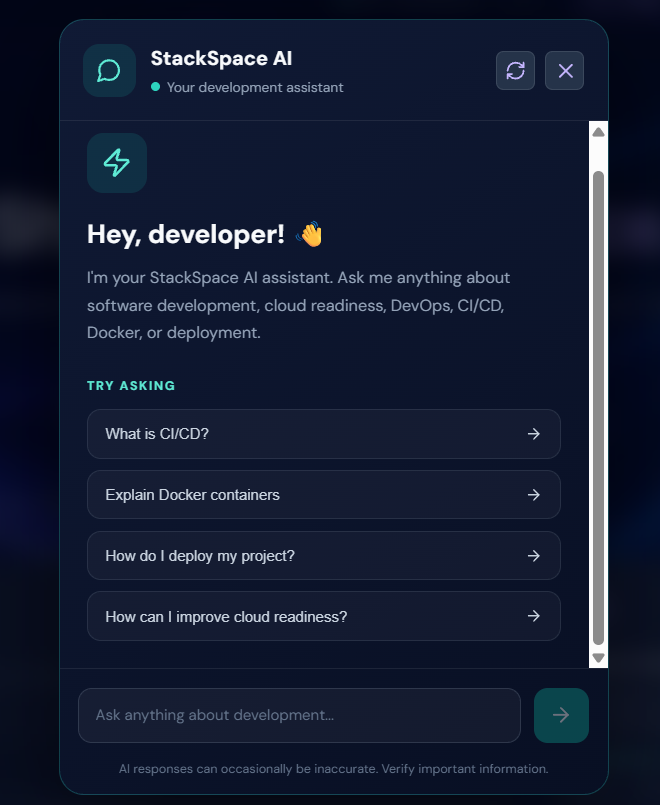 StackSpace AI
Your development assistant
Hey, developer! 👋
I'm your StackSpace AI assistant. Ask me anything about
software development, cloud readiness, DevOps, CI/CD,
Docker, or deployment.
TRY ASKING
What is CI/CD?
Explain Docker containers
How do I deploy my project?
How can I improve cloud readiness?
Ask anything about development...
AI responses can occasionally be inaccurate. Verify important information.